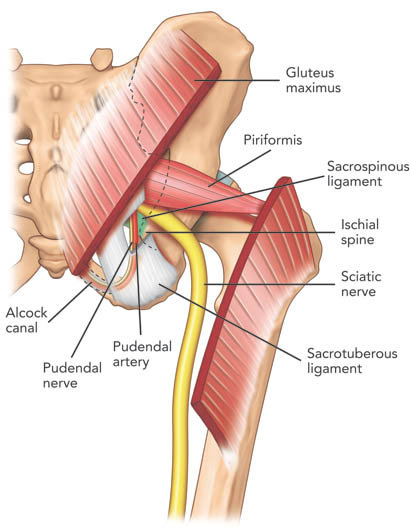 Gluteus
maximus
Piriformis
Sacrospinous
ligament
Ischial
spine
Sciatic
nerve
Alcock
canal
Pudendal
artery
Pudendal
nerve
Sacrotuberous
ligament